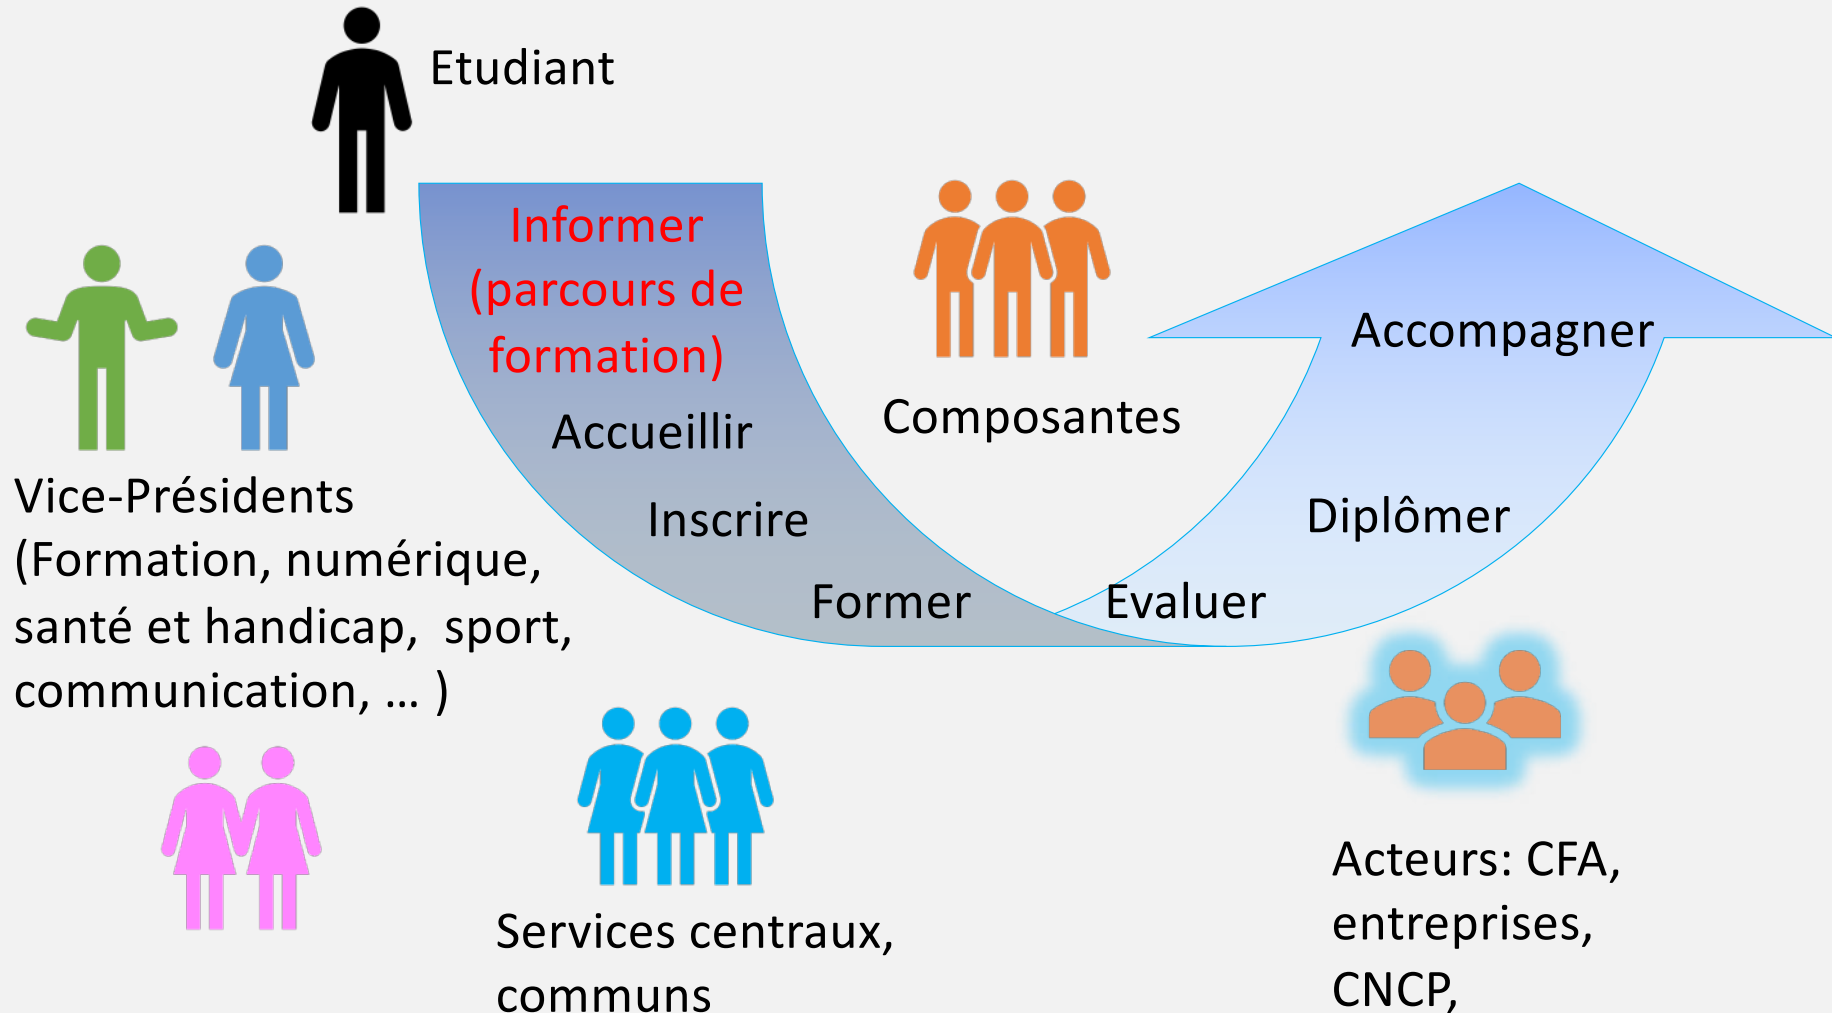 Etudiant
Informer
(parcours de
formation)
Accueillir
Inscrire
Former
Evaluer
Diplômer
Accompagner
Composantes
Vice-Présidents
(Formation, numérique,
santé et handicap,  sport,
communication, … )
Services centraux,
communs
Acteurs: CFA,
entreprises,
CNCP,